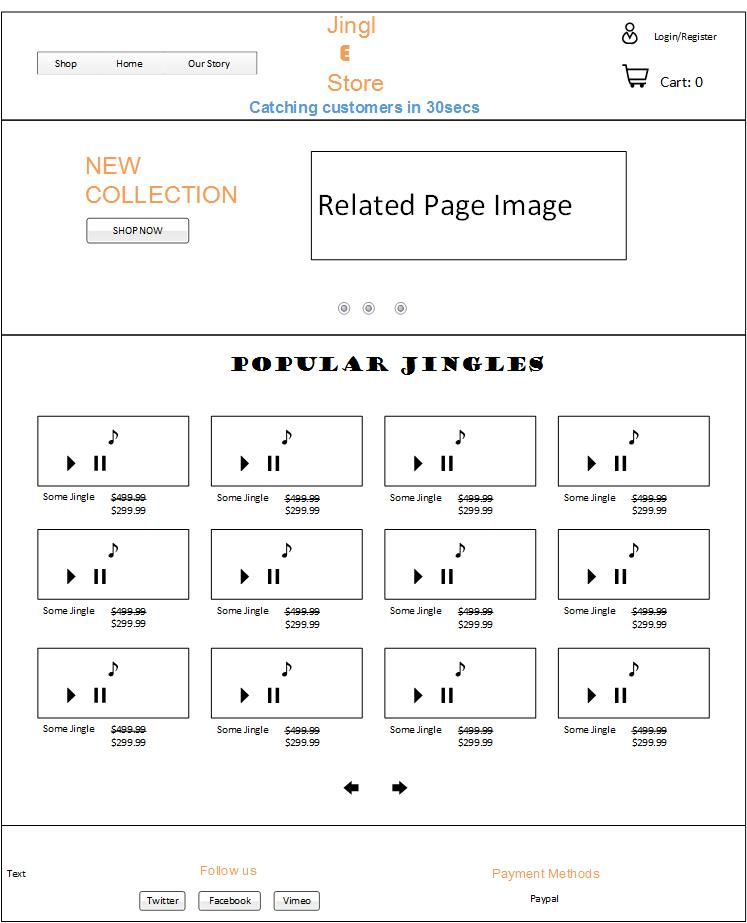 Jingl
E
Store
Login/Register
Shop Home Our Story
Cart: 0
Catching customers in 30secs
NEW
COLLECTION
SHOP NOW
Related Page Image
POPULAR JINGLES
Some Jingle $499.99 Some Jingle $499.99 Some Jingle $499.99 Some Jingle $499.99
$299.99 $299.99 $299.99 $299.99
Some Jingle $499.99 Some Jingle $499.99 Some Jingle $499.99 Some Jingle $499.99
$299.99 $299.99 $299.99 $299.99
Some Jingle $499.99 Some Jingle $499.99 Some Jingle $499.99 Some Jingle $499.99
$299.99 $299.99 $299.99 $299.99
Text
Follow us
Twitter Facebook Vimeo
Payment Methods
Paypal